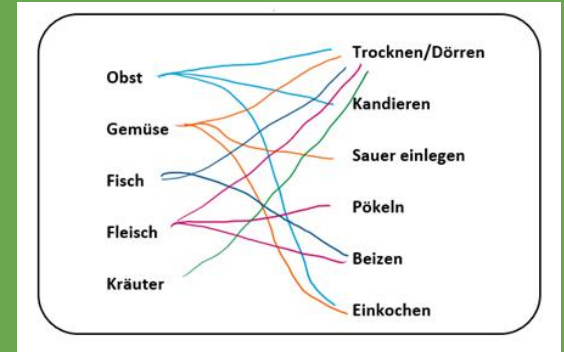 Obst
Gemüse
Fisch
Fleisch
Kräuter
Trocknen/Dörren
Kandieren
Sauer einlegen
Pökeln
Beizen
Einkochen